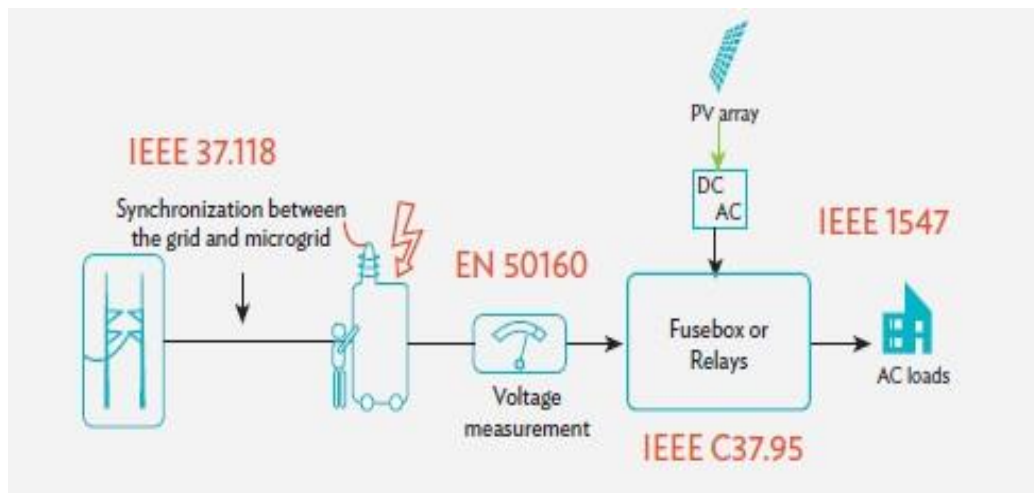 PV array
IEEE 37.118
DC
AC
Synchronization between
the grid and microgrid
IEEE 1547
EN 50160
Fusebox or
Relays
AC loads
Voltage
measurement
IEEE C37.95